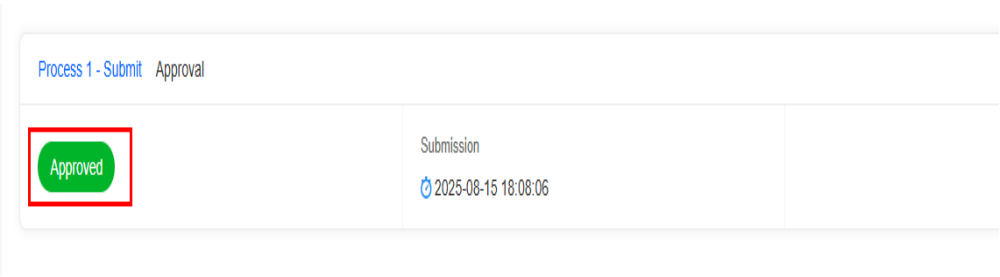 Process 1 - Submit Approval
Approved
Submission
2025-08-15 18:08:06